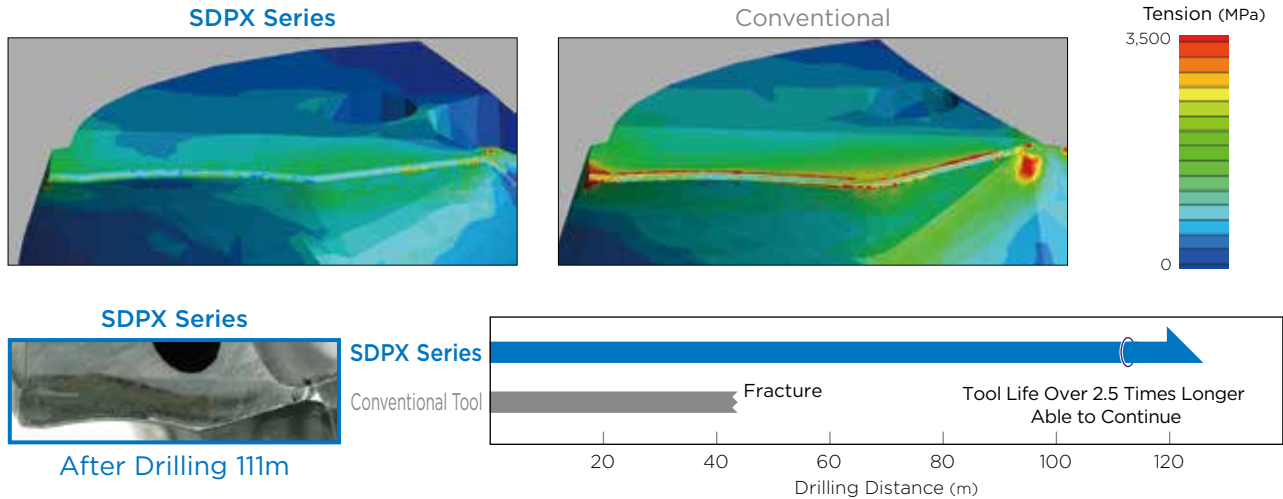 SDPX Series
Conventional
Tension (MPa)
3,500
0
SDPX Series
After Drilling 111m
SDPX Series
Conventional Tool
Fracture
Tool Life Over 2.5 Times Longer
Able to Continue
20 40 60 80 100 120
Drilling Distance (m)